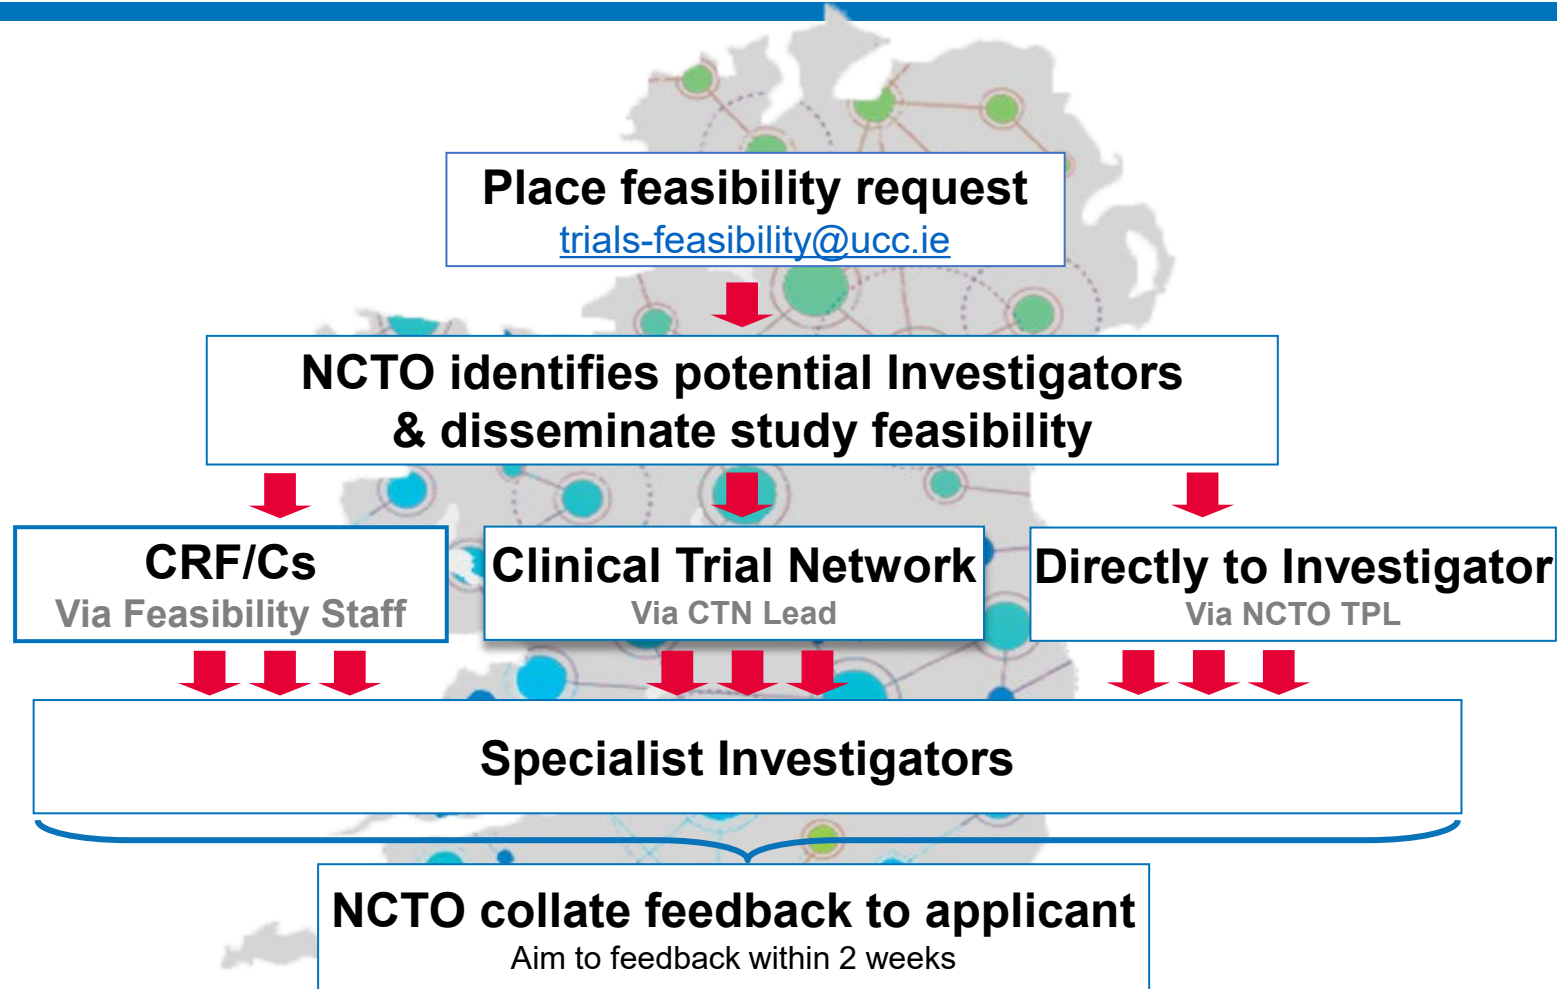 Place feasibility request
trials-feasibility@ucc.ie
NCTO identifies potential Investigators
& disseminate study feasibility
CRF/Cs
Via Feasibility Staff
Clinical Trial Network
Via CTN Lead
Directly to Investigator
Via NCTO TPL
Specialist Investigators
NCTO collate feedback to applicant
Aim to feedback within 2 weeks